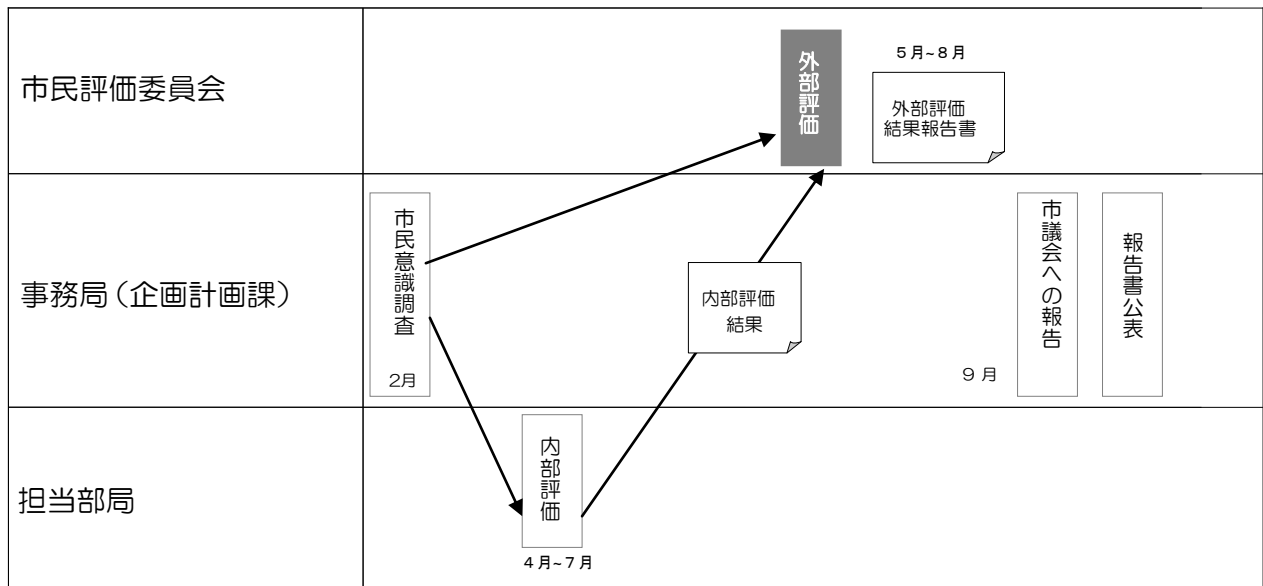 市民評価委員会
外部評価
5月~8月
外部評価
結果報告書
事務局（企画計画課）
市民意識調査
2月
内部評価
結果
9月
市議会への報告
報告書公表
担当部局
内部評価
4月~7月